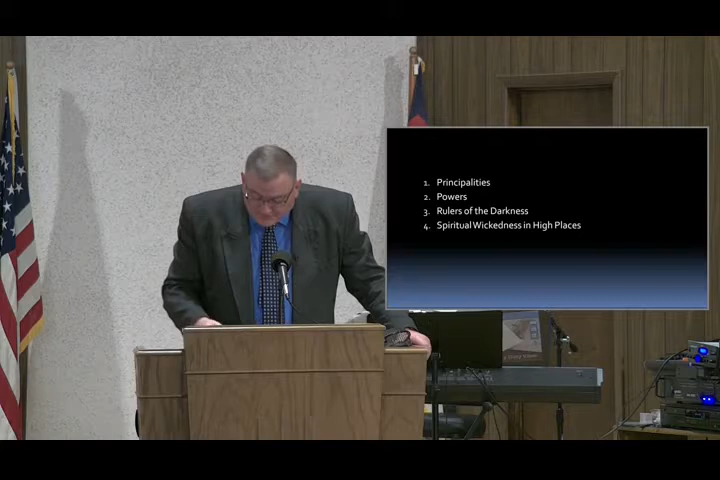 1. Principalities
2. Powers
3. Rulers of the Darkness
4. Spiritual Wickedness in High Places